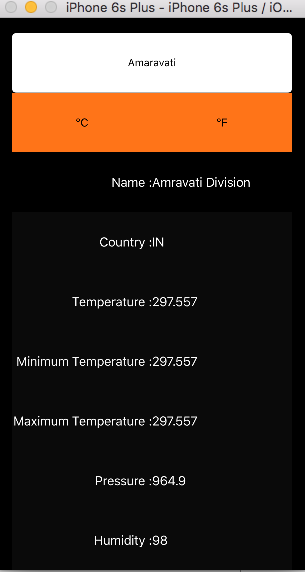 iPhone 6s Plus - iPhone 6s Plus / iO...
Amaravati
°C °F
Name :Amravati Division
Country :IN
Temperature :297.557
Minimum Temperature :297.557
Maximum Temperature :297.557
Pressure :964.9
Humidity :98